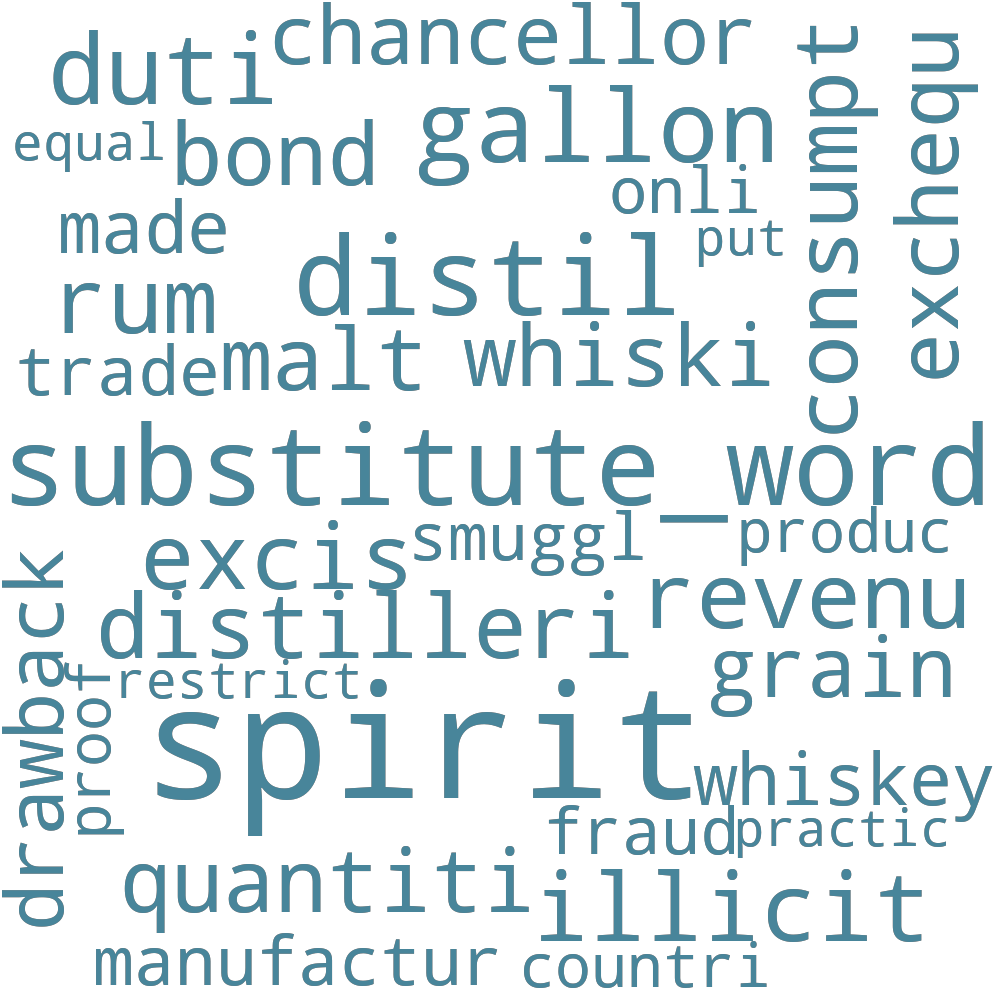 chancellor
duti
gallon
equal
bond
onli
put
made
consumpt
exchequ
distil
rum
malt
whiski
trade
substitute_word
excis
smuggl
produc
revenu
distilleri
grain
restrict
drawback
proof
spirit
whiskey
fraud
practic
quantiti
illicit
manufactur
countri